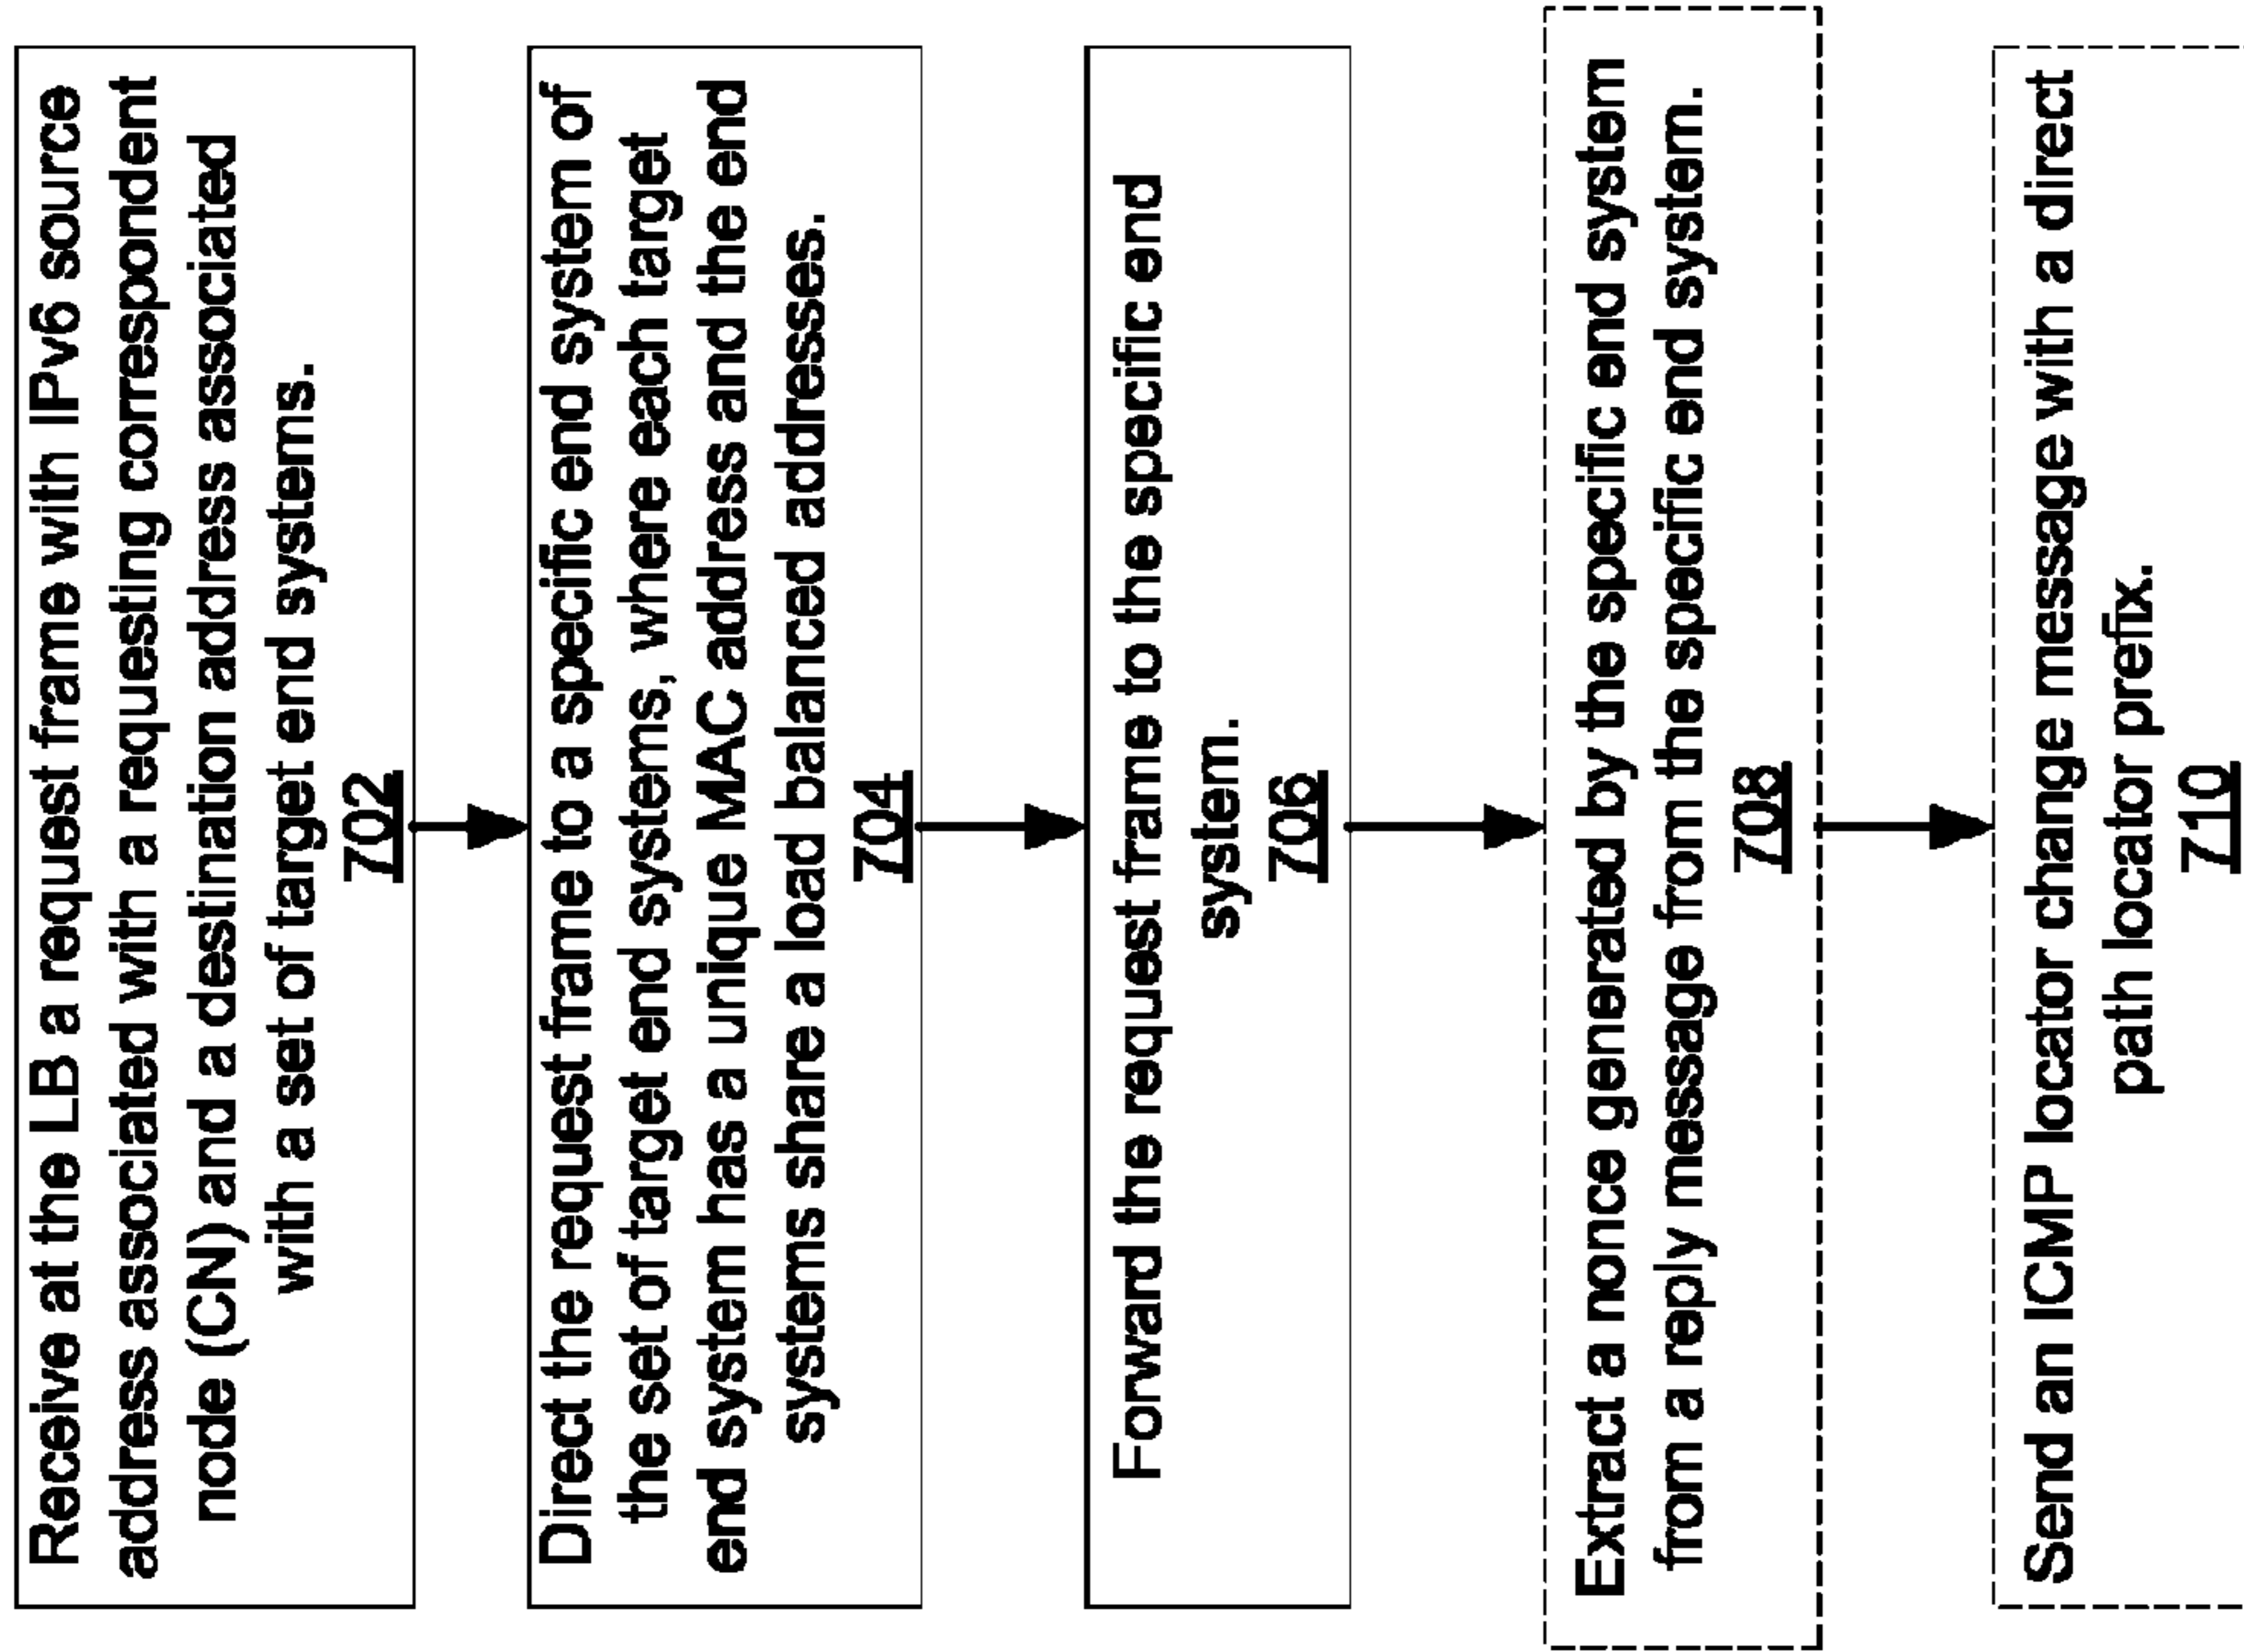 Receive at the LB a request frame with IPv6 source
address associated with a requesting correspondent
node (CN) and a destination address associated
with a set of target end systems.
702
Direct the request frame to a specific end system of
the set of target end systems, where each target
end system has a unique MAC address and the end
systems share a load balanced addresses.
704
Forward the request frame to the specific end
system.
706
Extract a nonce generated by the specific end system
from a reply message from the specific end system.
708
Send an ICMP locator change message with a direct
path locator prefix.
710